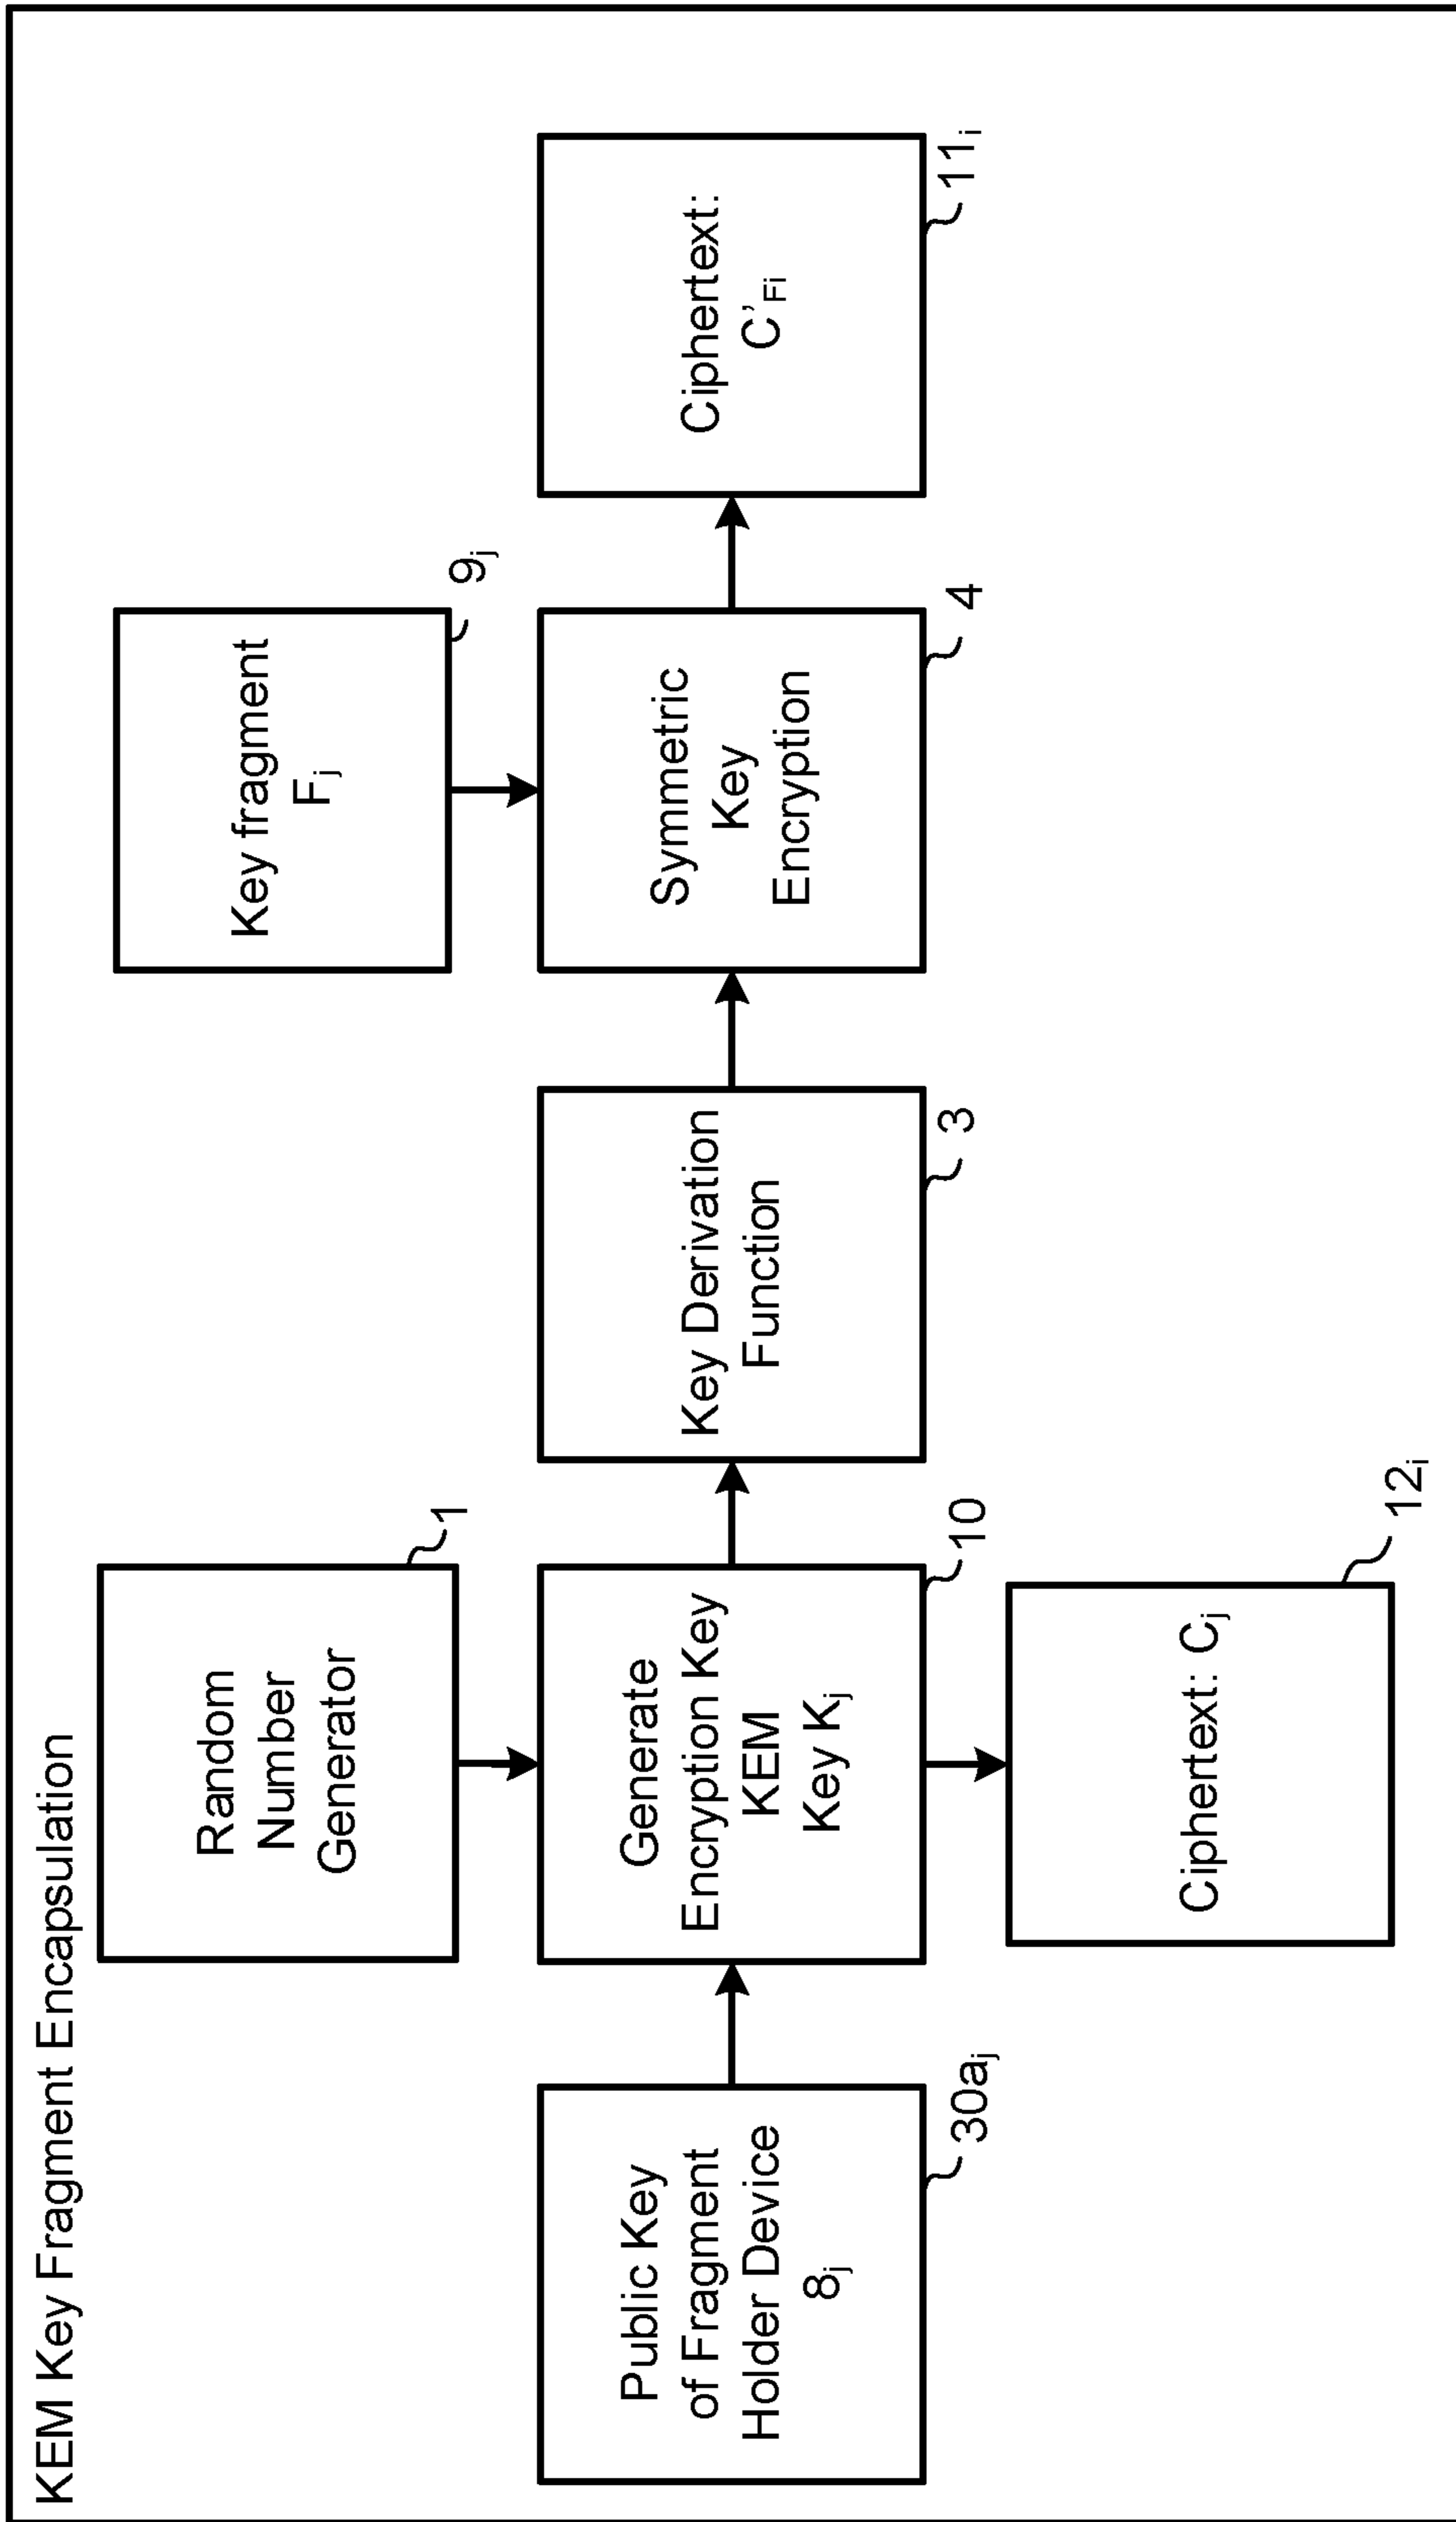 KEM Key Fragment Encapsulation
Random
Number
Generator
1
Key fragment
Fj
9j
Public Key
of Fragment
Holder Device
8j
30aj
Generate
Encryption Key
KEM
Key Kj
10
Key Derivation
Function
3
Symmetric
Key
Encryption
4
Ciphertext:
C'Fi
11i
Ciphertext: Cj
12i